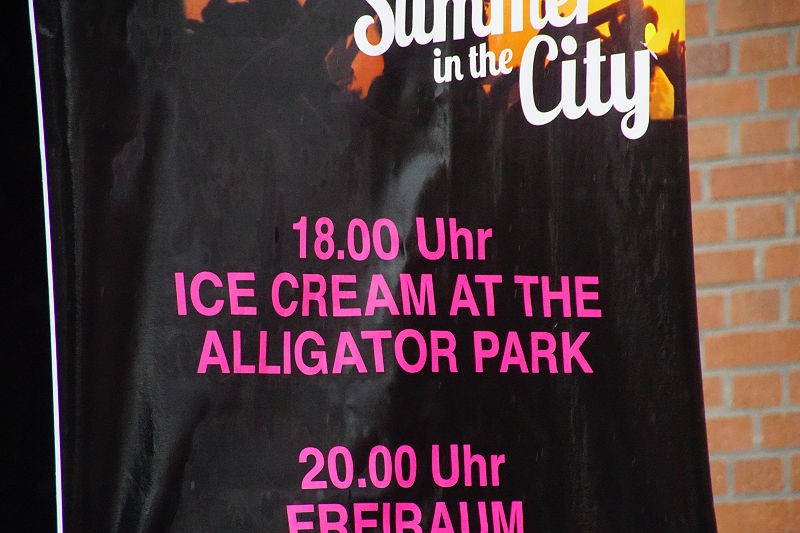 Summer
in the
City
18.00 Uhr
ICE CREAM AT THE
ALLIGATOR PARK
20.00 Uhr
FREIRAUM